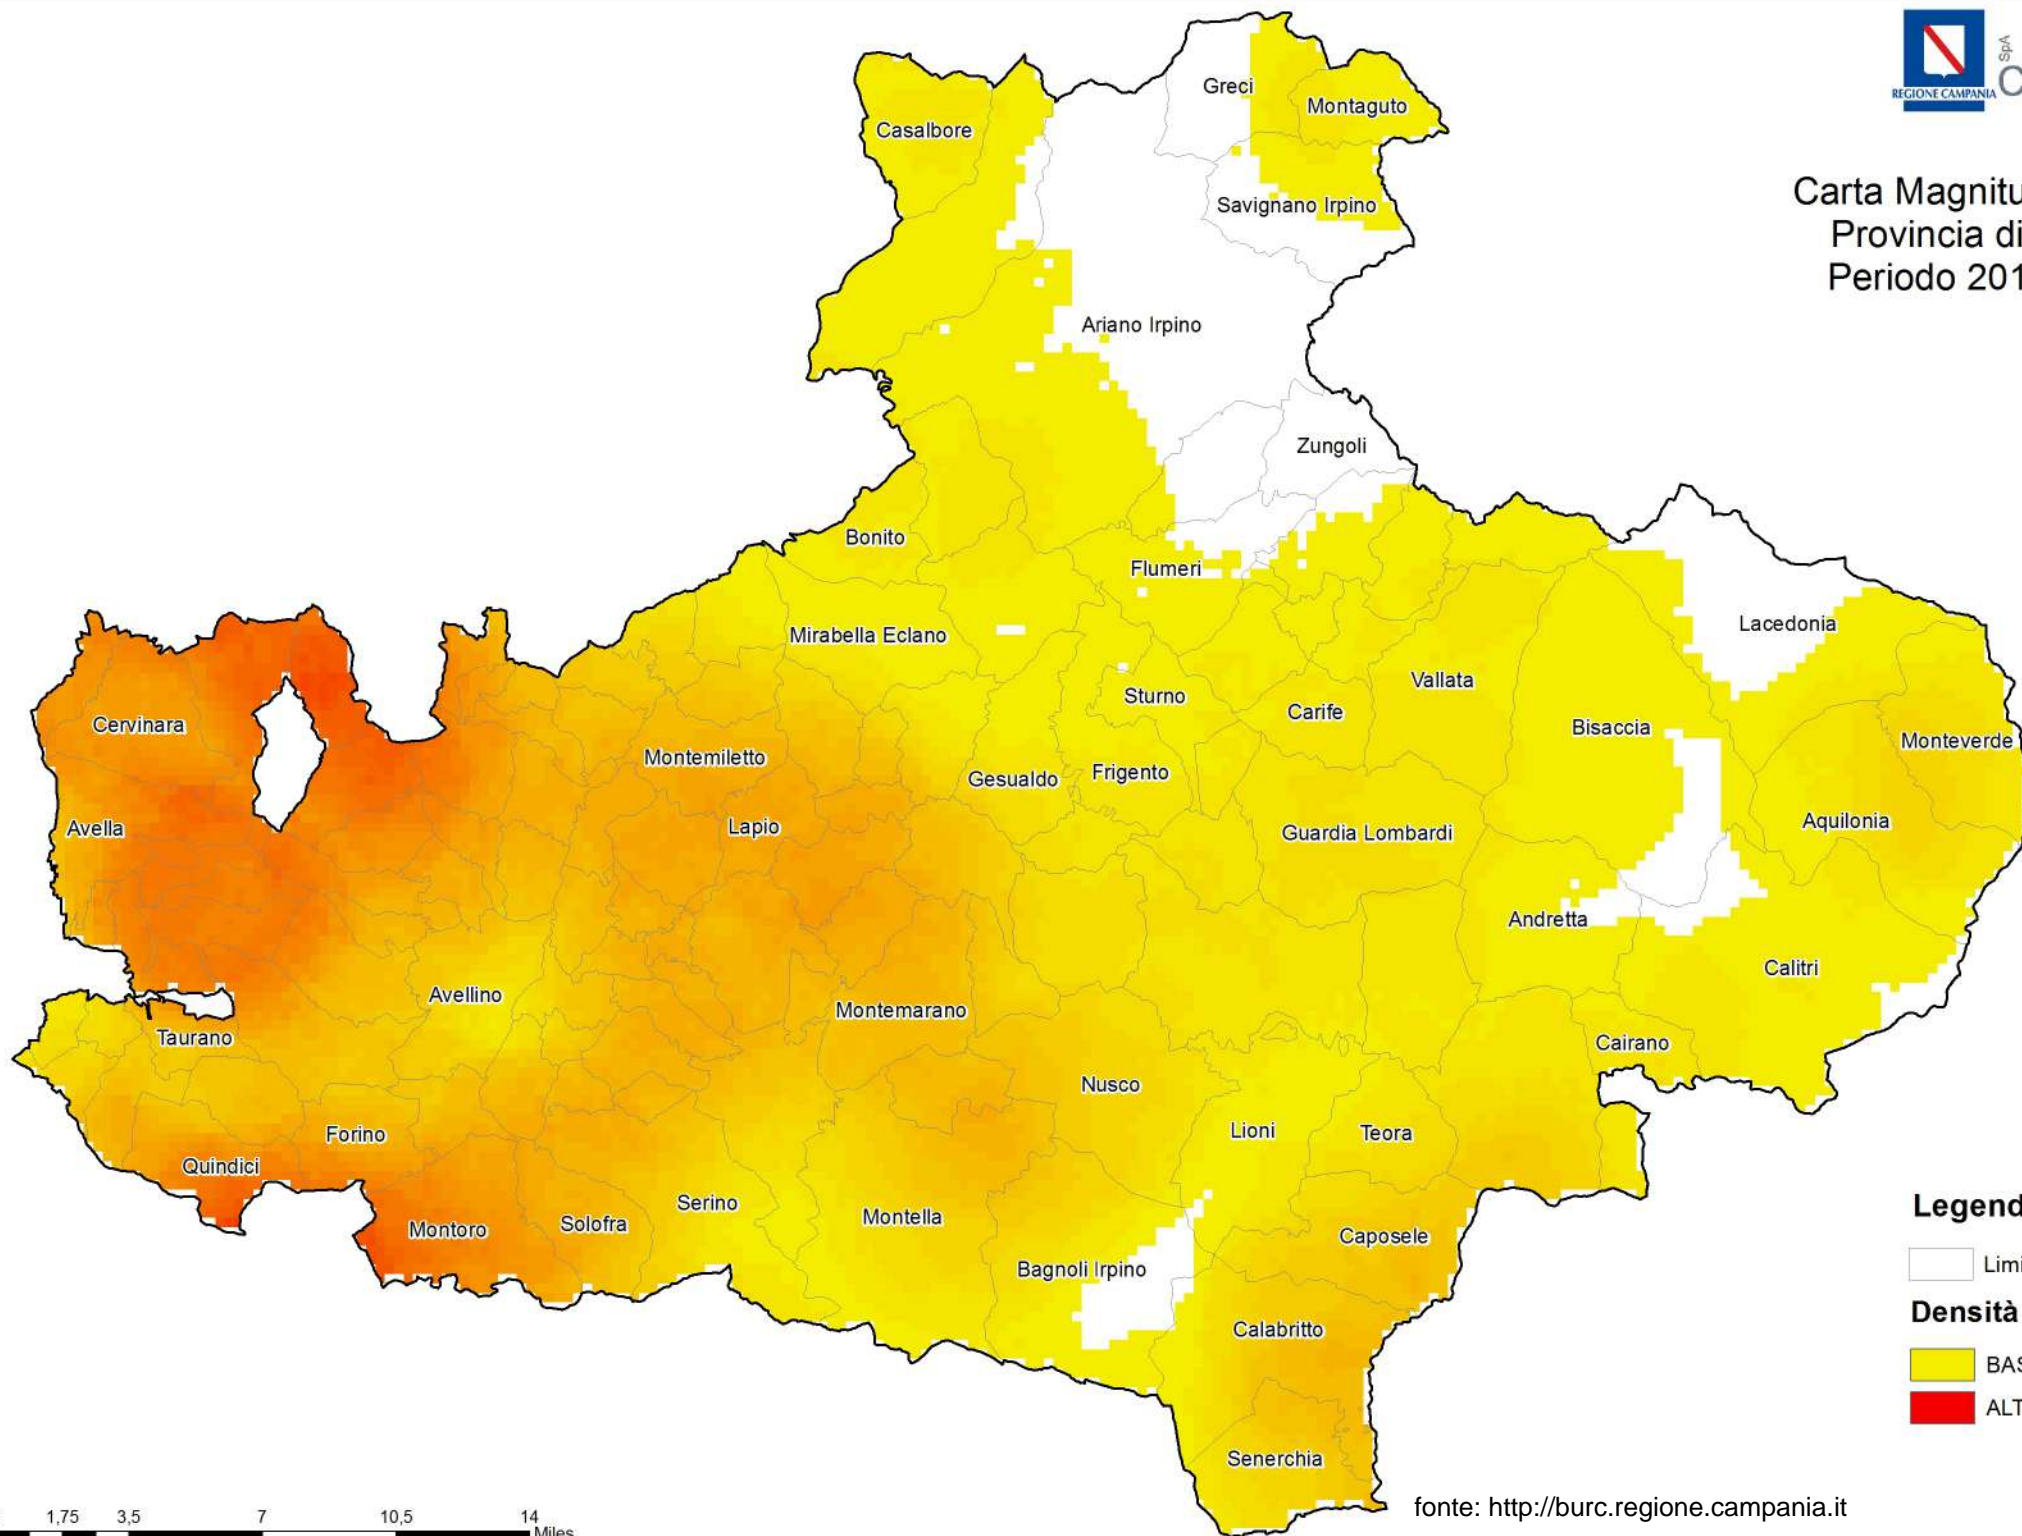 REGIONE CAMPANIA
SpA
Carta Magnitu
Provincia di
Periodo 201
Greci
Montaguto
Casalbore
Savignano Irpino
Ariano Irpino
Zungoli
Bonito
Flumeri
Lacedonia
Mirabella Eclano
Vallata
Sturno
Carife
Cervinara
Bisaccia
Monteverde
Montemiletto
Gesualdo
Frigento
Aquilonia
Avella
Lapio
Guardia Lombardi
Andretta
Calitri
Avellino
Montemarano
Taurano
Cairano
Nusco
Forino
Lioni
Teora
Quindici
Serino
Montella
Solofra
Montoro
Caposele
Bagnoli Irpino
Calabritto
Senerchia
Legend
Limi
Densità
BAS
ALT
1,75 3,5 7 10,5 14
Miles
fonte: http://burc.regione.campania.it